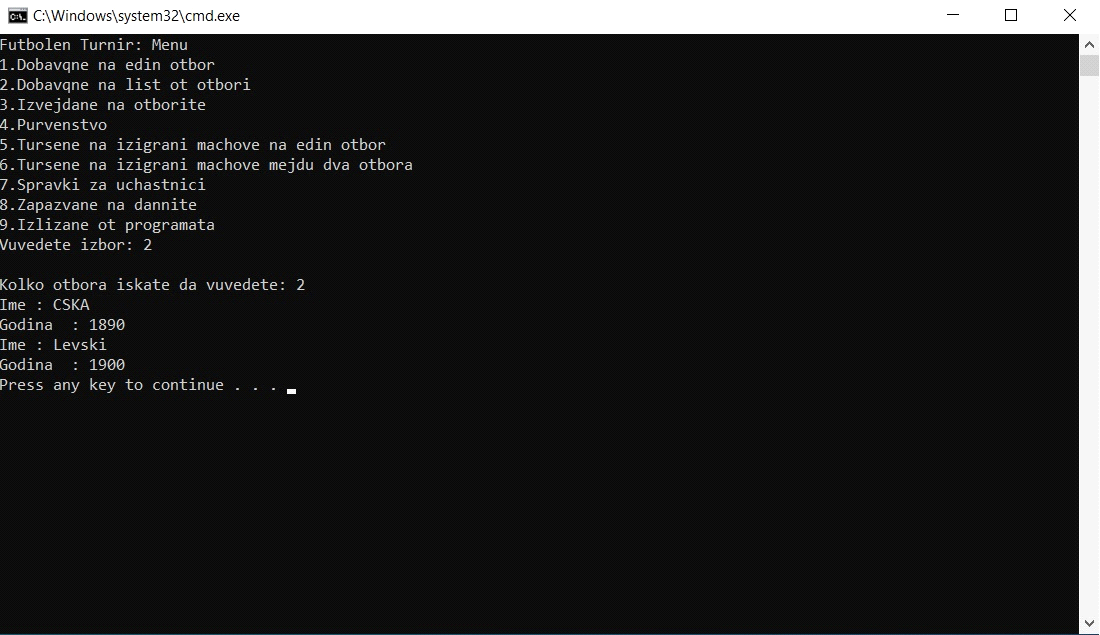 C:\Windows\system32\cmd.exe
Futbolen Turnir: Menu
1.Dobavqne na edin otbor
2.Dobavqne na list ot otbori
3.Izvejdane na otborite
4.Purvenstvo
5.Tursene na izigrani machove na edin otbor
6.Tursene na izigrani machove mejdu dva otbora
7.Spravki za uchastnici
8.Zapazvane na dannite
9.Izlizane ot programata
Vuvedete izbor: 2
Kolko otbora iskate da vuvedete: 2
Ime : CSKA
Godina  : 1890
Ime : Levski
Godina  : 1900
Press any key to continue . . .